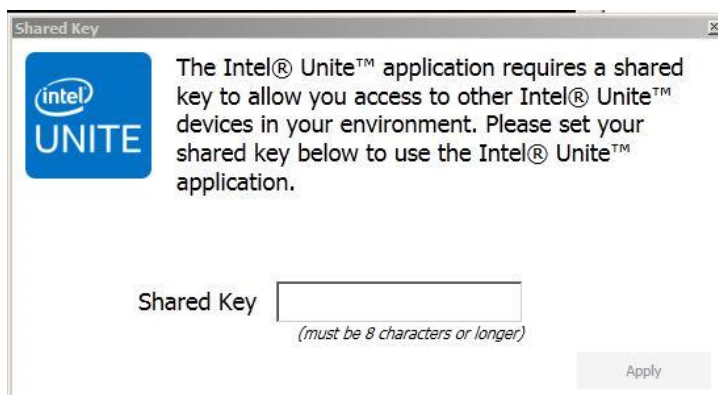 Shared Key
intel
UNITE
The Intel® Unite™ application requires a shared
key to allow you access to other Intel® Unite™
devices in your environment. Please set your
shared key below to use the Intel® Unite™
application.
Shared Key
(must be 8 characters or longer)
Apply